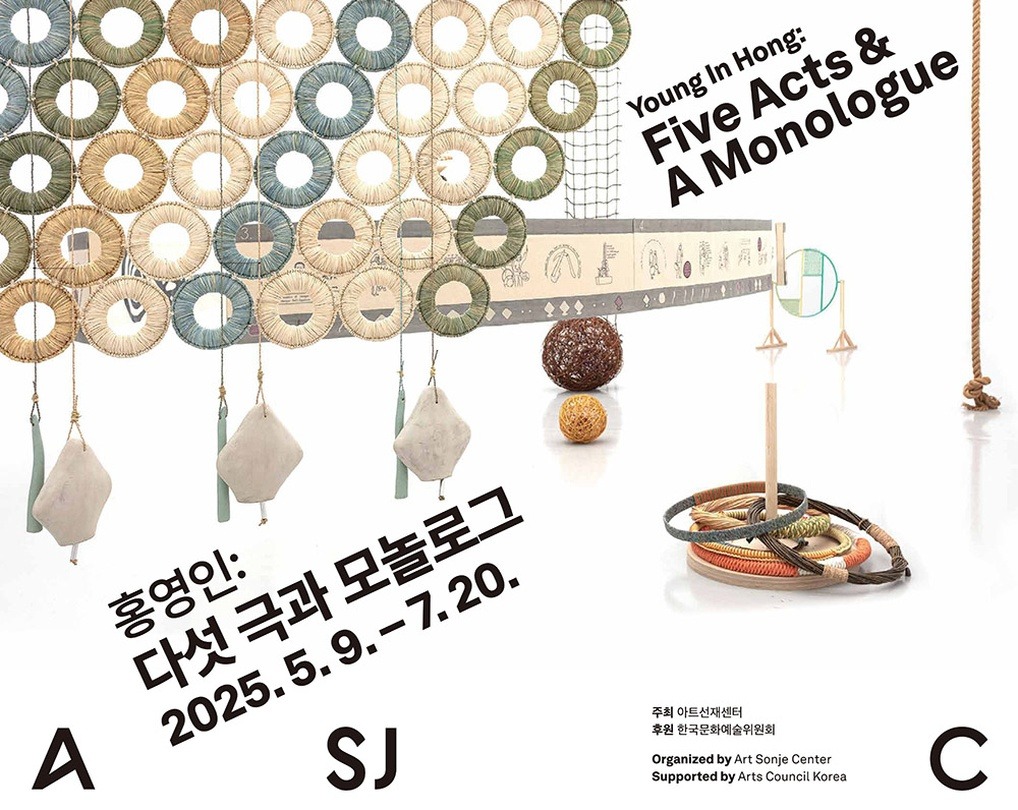 Young In Hong:
Five Acts &
A Monologue
3.
홍영인:
다섯 극과 모놀로그
2025. 5. 9. – 7. 20.
주최 아트선재센터
후원 한국문화예술위원회
Organized by Art Sonje Center
Supported by Arts Council Korea
A SJ C